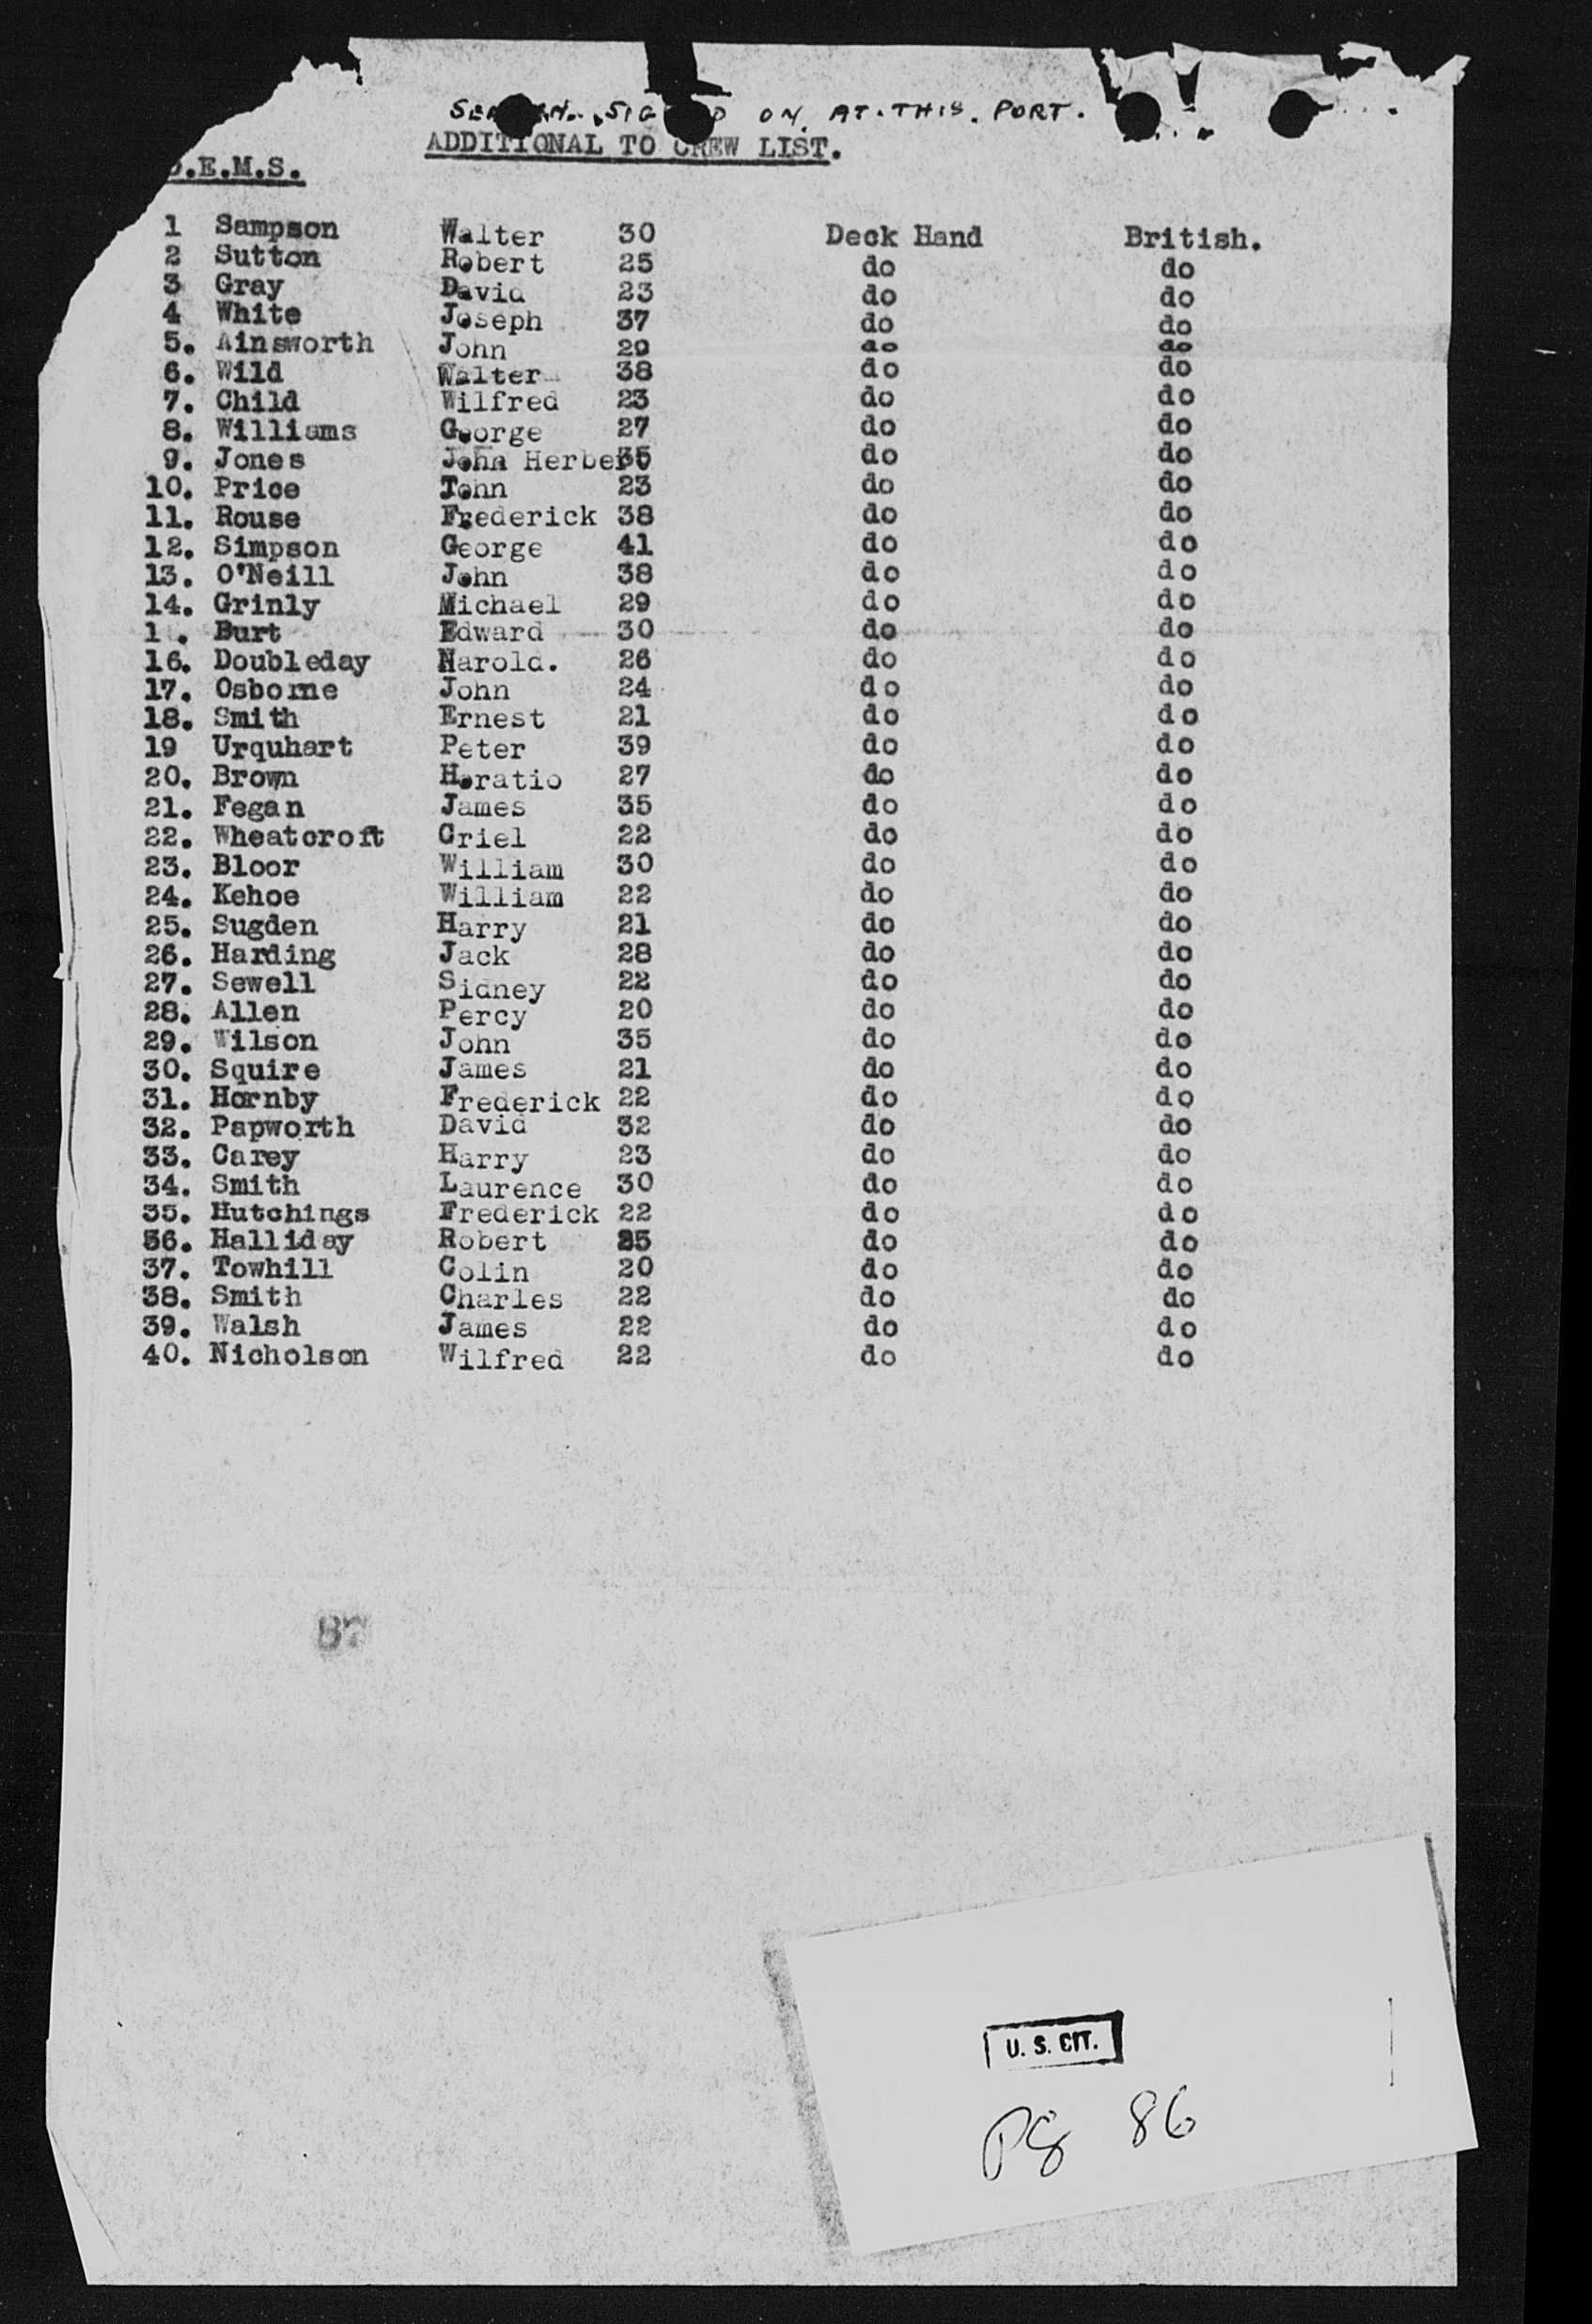 SIG ON AT. THIS. PORT.
ADDITIONAL TO CREW LIST.
.E.M.S.
1 Sampson Walter 30 Deck Hand British.
2 Sutton Robert 25 do do
3 Gray David 23 do do
4 White Joseph 37 do do
5. Ainsworth John 29 do do
6. Wild Walter 38 do do
7. Child Wilfred 23 do do
8. Williams George 27 do do
9. Jones John Herbert do do
10. Price John 23 do do
11. Rouse Frederick 38 do do
12. Simpson George 41 do do
13. O'Neill John 38 do do
14. Grinly Michael 29 do do
1 . Burt Edward 30 do do
16. Doubleday Harold. 26 do do
17. Osborne John 24 do do
18. Smith Ernest 21 do do
19 Urquhart Peter 39 do do
20. Brown Horatio 27 do do
21. Fegan James 35 do do
22. Wheatcroft Criel 22 do do
23. Bloor William 30 do do
24. Kehoe William 22 do do
25. Sugden Harry 21 do do
26. Harding Jack 28 do do
27. Sewell Sidney 22 do do
28. Allen Percy 20 do do
29. Wilson John 35 do do
30. Squire James 21 do do
31. Hornby Frederick 22 do do
32. Papworth David 32 do do
33. Carey Harry 23 do do
34. Smith Laurence 30 do do
35. Hutchings Frederick 22 do do
36. Halliday Robert do do
37. Towhill Colin 20 do do
38. Smith Charles 22 do do
39. Walsh James 22 do do
40. Nicholson Wilfred 22 do do
87
U. S. CIT.
Pg 86